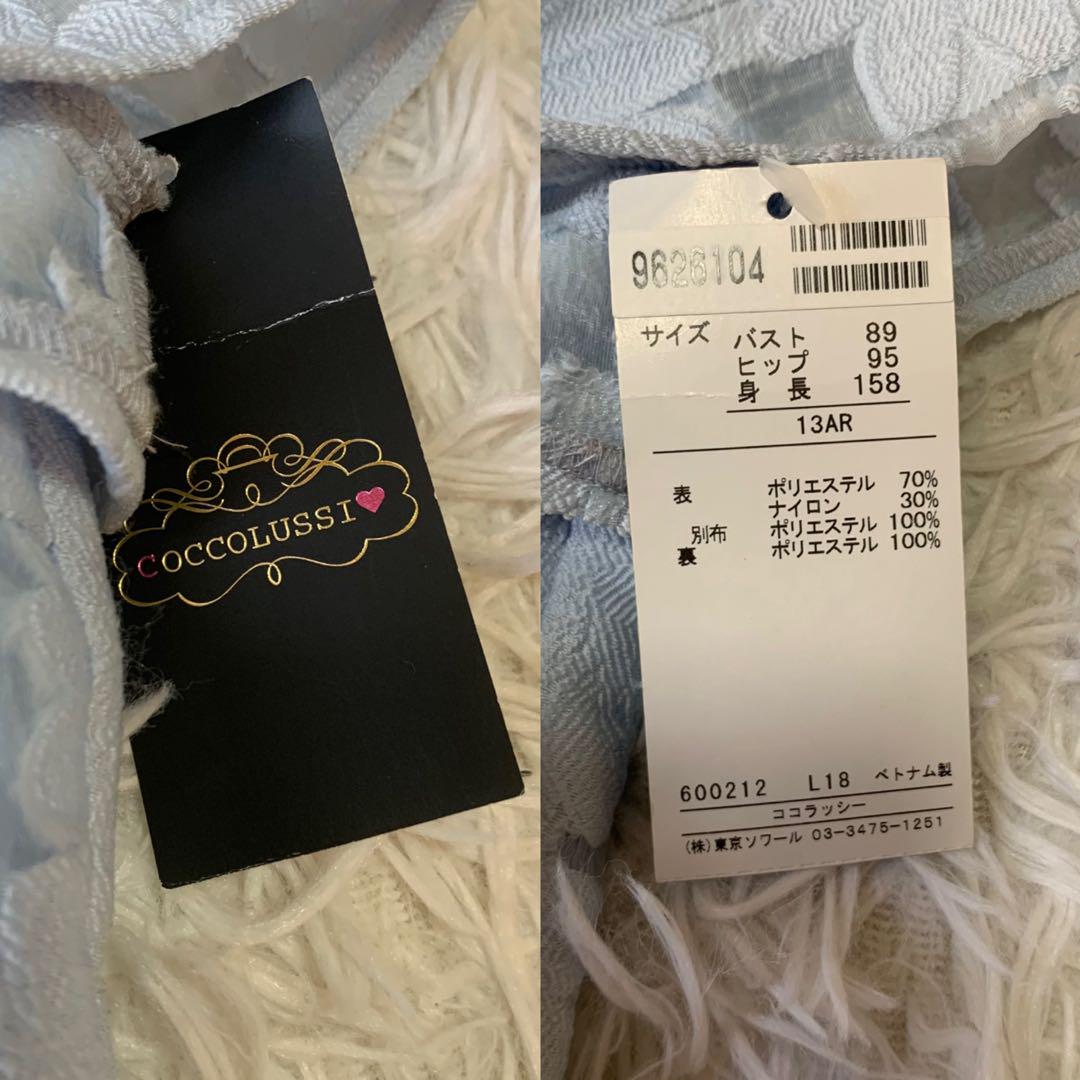 COCCOLUSSI
9626104
サイズ バスト 89
ヒップ 95
身長 158
13AR
表 ポリエステル 70%
ナイロン 30%
別布 ポリエステル 100%
裏 ポリエステル 100%
600212 L18 ベトナム製
ココラッシー
(株)東京ソワール 03-3475-1251